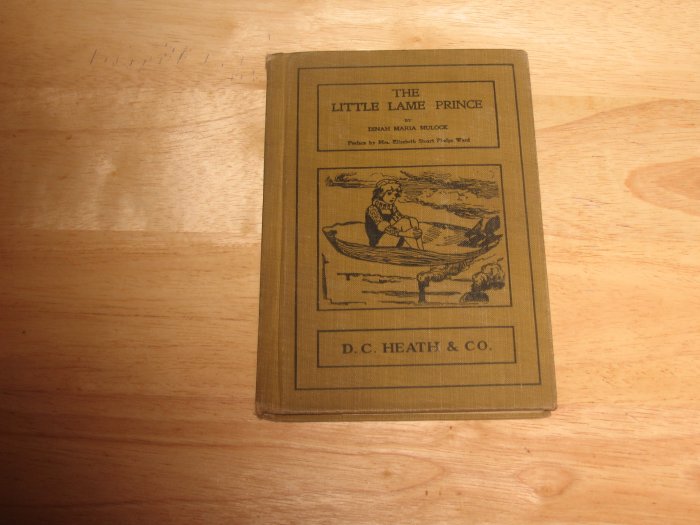 THE
LITTLE LAME PRINCE
BY
DINAH MARIA MULOCK
Preface by Mrs. Elizabeth Stuart Phelps Ward
D. C. HEATH & CO.